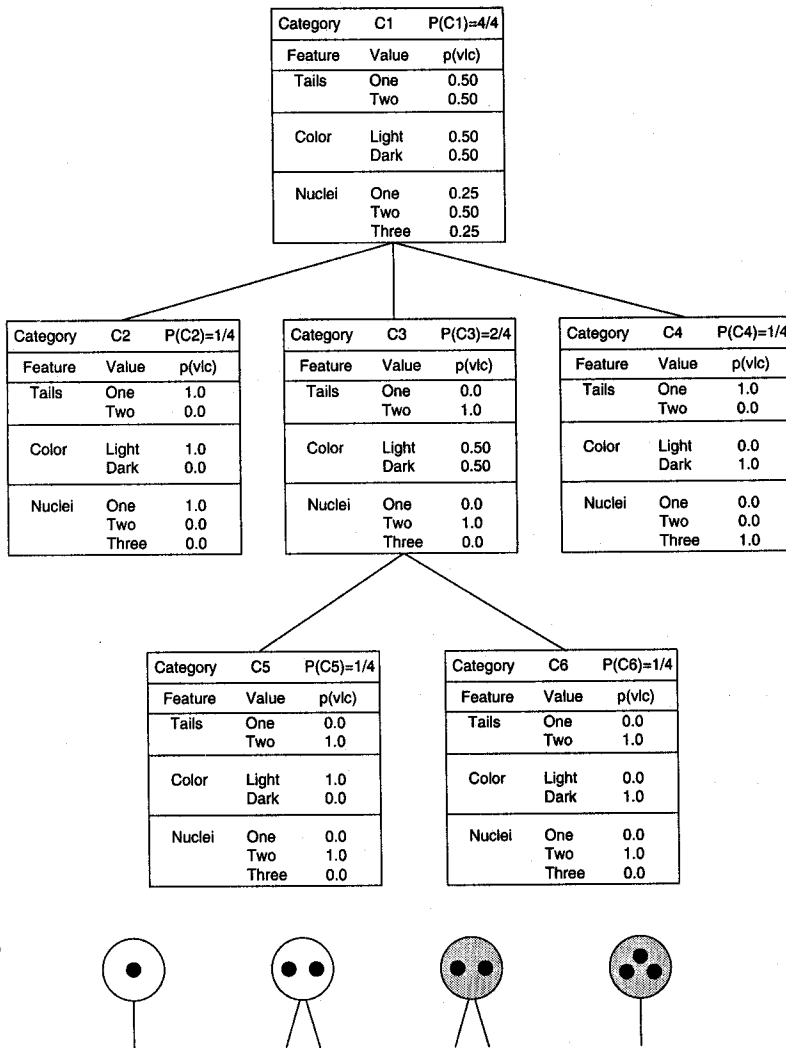 Category C1 P(C1)=4/4
Feature Value p(v|c)
Tails One 0.50
Two 0.50
Color Light 0.50
Dark 0.50
Nuclei One 0.25
Two 0.50
Three 0.25
Category C2 P(C2)=1/4
Feature Value p(v|c)
Tails One 1.0
Two 0.0
Color Light 1.0
Dark 0.0
Nuclei One 1.0
Two 0.0
Three 0.0
Category C3 P(C3)=2/4
Feature Value p(v|c)
Tails One 0.0
Two 1.0
Color Light 0.50
Dark 0.50
Nuclei One 0.0
Two 1.0
Three 0.0
Category C4 P(C4)=1/4
Feature Value p(v|c)
Tails One 1.0
Two 0.0
Color Light 0.0
Dark 1.0
Nuclei One 0.0
Two 0.0
Three 1.0
Category C5 P(C5)=1/4
Feature Value p(v|c)
Tails One 0.0
Two 1.0
Color Light 1.0
Dark 0.0
Nuclei One 0.0
Two 1.0
Three 0.0
Category C6 P(C6)=1/4
Feature Value p(v|c)
Tails One 0.0
Two 1.0
Color Light 0.0
Dark 1.0
Nuclei One 0.0
Two 1.0
Three 0.0